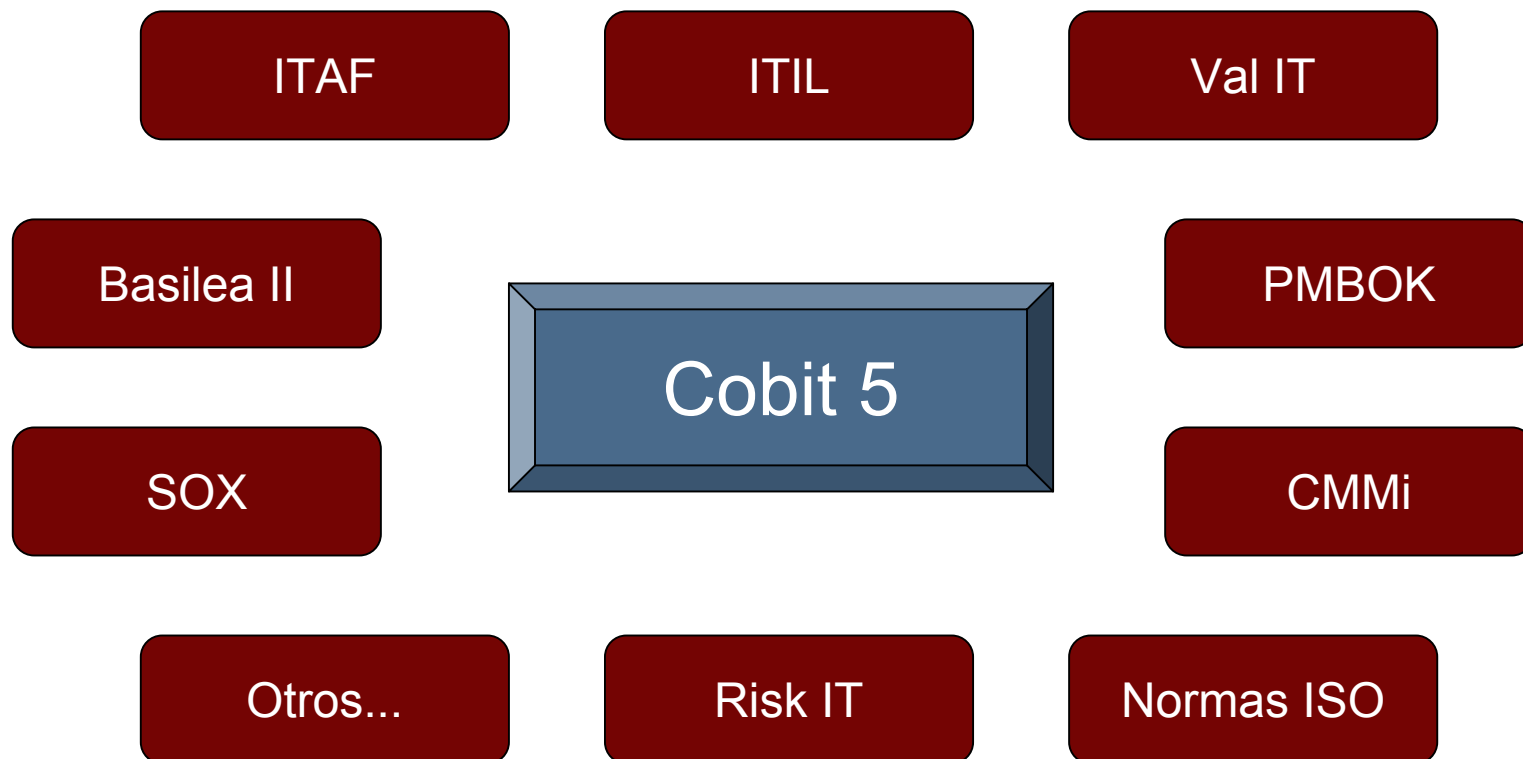 ITAF
ITIL
Val IT
Basilea II
PMBOK
Cobit 5
SOX
CMMi
Otros...
Risk IT
Normas ISO